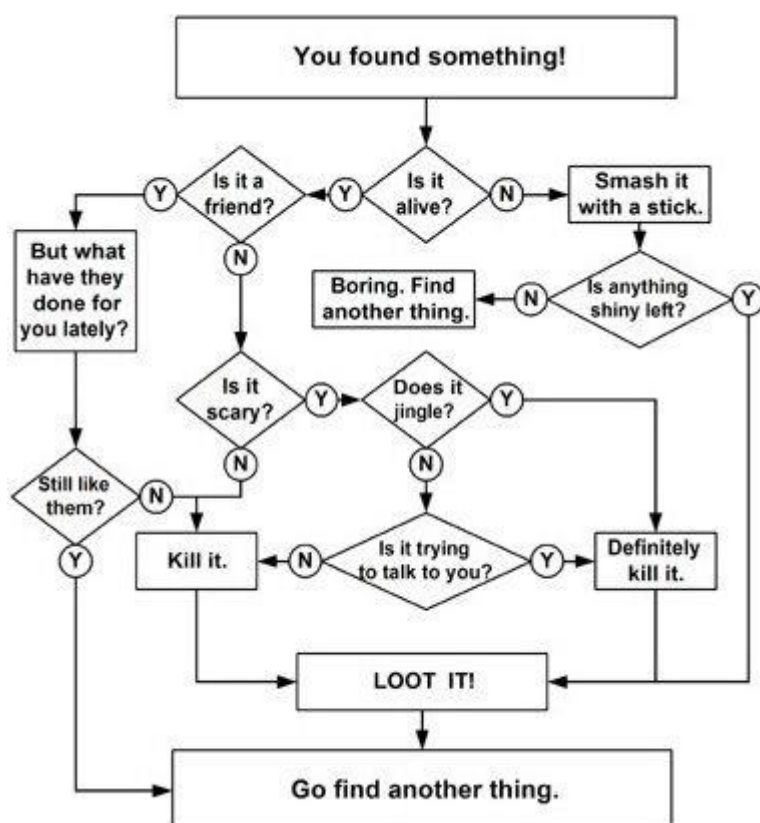 You found something!
Is it
alive?
Y
N
Is it a
friend?
Y
N
Smash it
with a stick.
But what
have they
done for
you lately?
Is anything
shiny left?
N
Y
Boring. Find
another thing.
Is it
scary?
Y
N
Does it
jingle?
Y
N
Still like
them?
N
Y
Kill it.
Is it trying
to talk to you?
N
Y
Definitely
kill it.
LOOT IT!
Go find another thing.